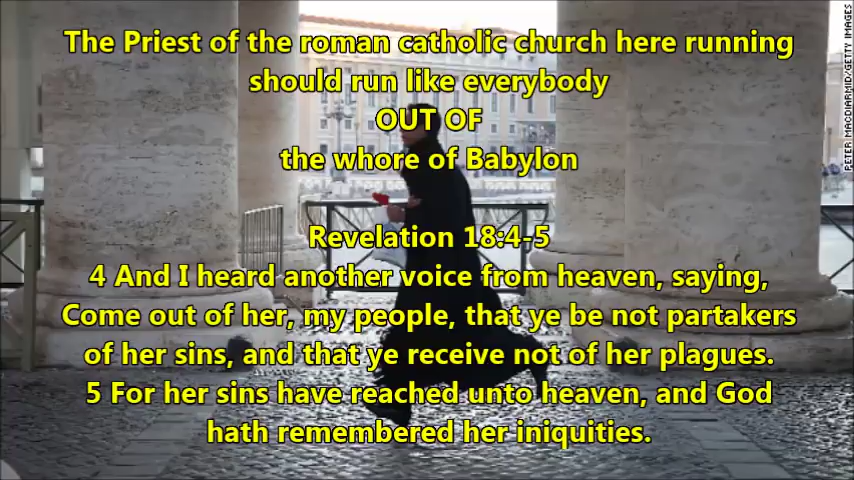 The Priest of the roman catholic church here running
should run like everybody
OUT OF
the whore of Babylon
Revelation 18:4-5
4 And I heard another voice from heaven, saying,
Come out of her, my people, that ye be not partakers
of her sins, and that ye receive not of her plagues.
5 For her sins have reached unto heaven, and God
hath remembered her iniquities.
PETER MACDIARMID/GETTY IMAGES